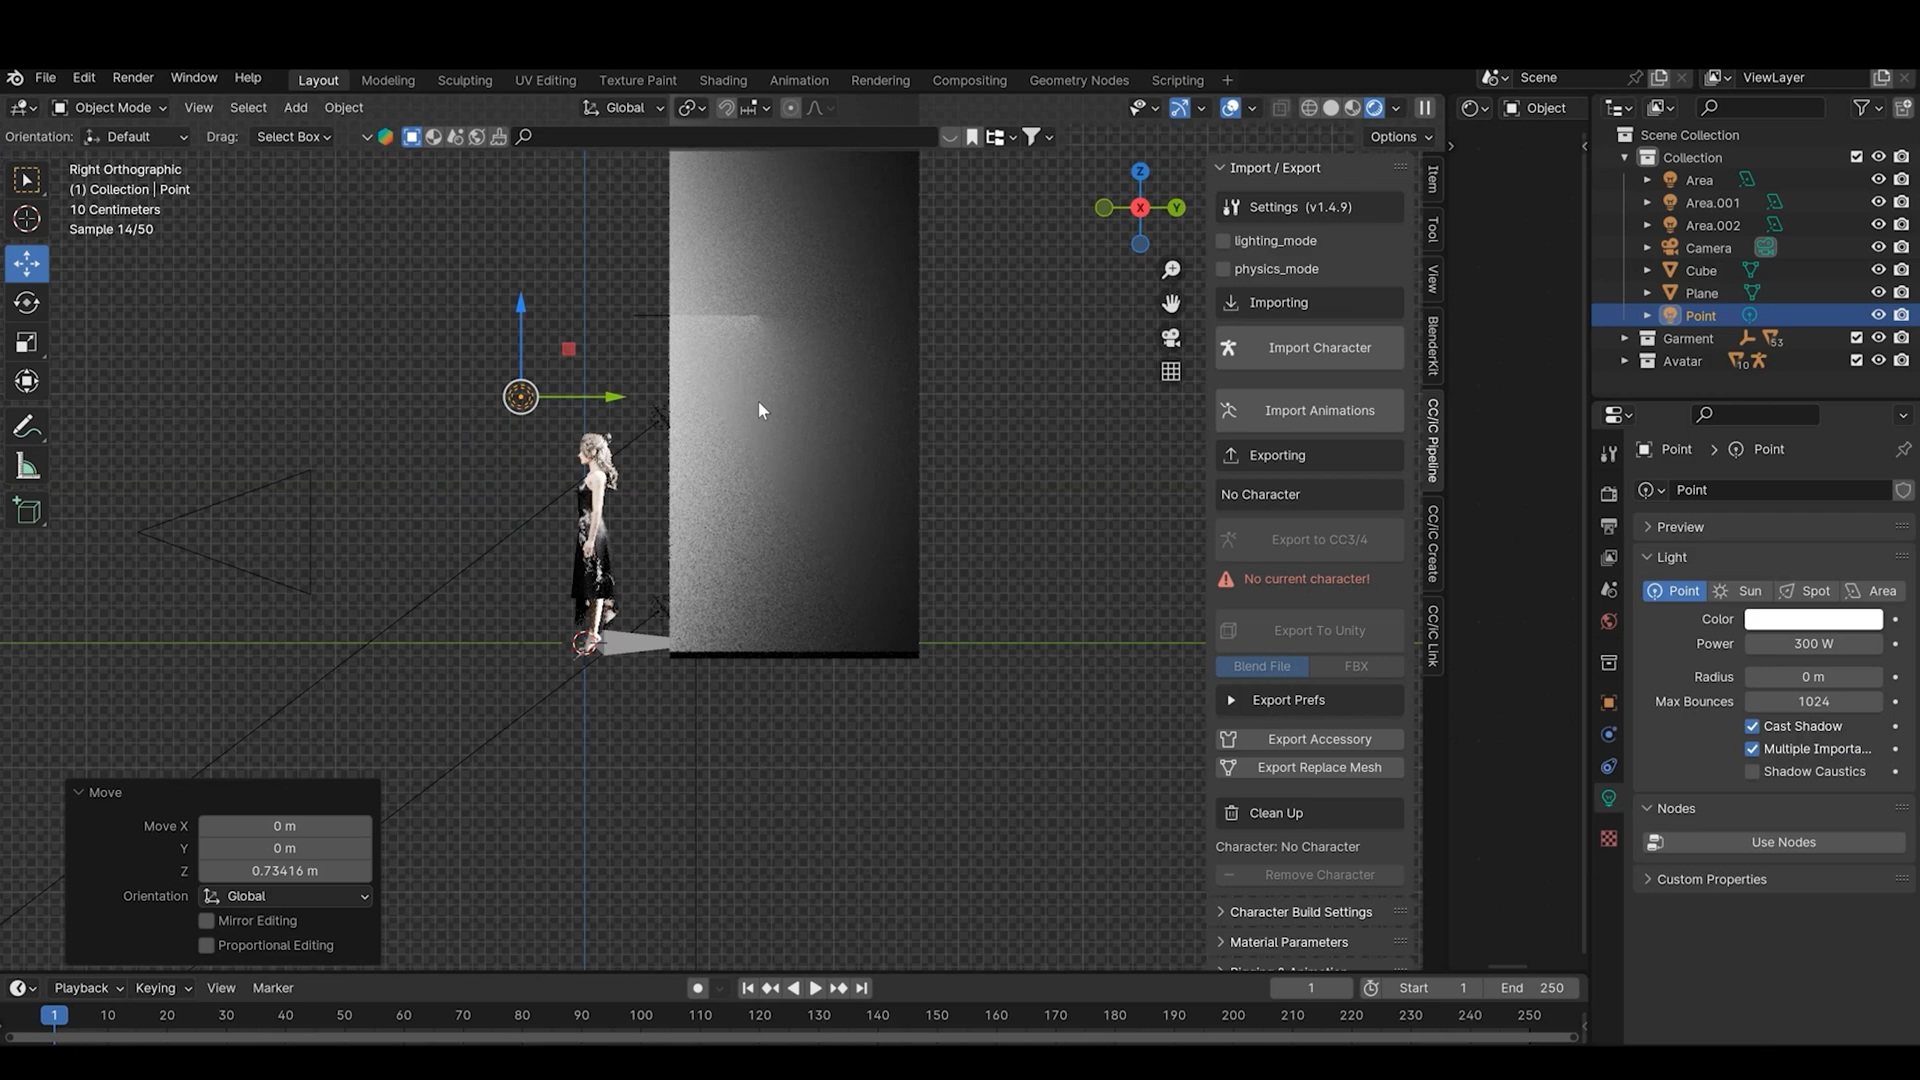 File Edit Render Window Help Layout Modeling Sculpting UV Editing Texture Paint Shading Animation Rendering Compositing Geometry Nodes Scripting + Scene ViewLayer
Object Mode View Select Add Object Global Object
Orientation: Default Drag: Select Box Options
Right Orthographic
(1) Collection | Point
10 Centimeters
Sample 14/50
Z
Y
X
Import / Export
Settings (v1.4.9)
lighting_mode
physics_mode
Importing
Import Character
Import Animations
Exporting
No Character
Export to CC3/4
No current character!
Export To Unity
Blend File FBX
Export Prefs
Export Accessory
Export Replace Mesh
Clean Up
Character: No Character
Remove Character
Character Build Settings
Material Parameters
Item
Tool
View
BlenderKit
CC/iC Pipeline
CC/iC Create
CC/iC Link
Scene Collection
Collection
Area
Area.001
Area.002
Camera
Cube
Plane
Point
Garment 53
Avatar 10
Point > Point
Point
Preview
Light
Point Sun Spot Area
Color
Power 300 W
Radius 0 m
Max Bounces 1024
Cast Shadow
Multiple Importa...
Shadow Caustics
Nodes
Use Nodes
Custom Properties
Move
Move X 0 m
Y 0 m
Z 0.73416 m
Orientation Global
Mirror Editing
Proportional Editing
Playback Keying View Marker 1 Start 1 End 250
1 10 20 30 40 50 60 70 80 90 100 110 120 130 140 150 160 170 180 190 200 210 220 230 240 250